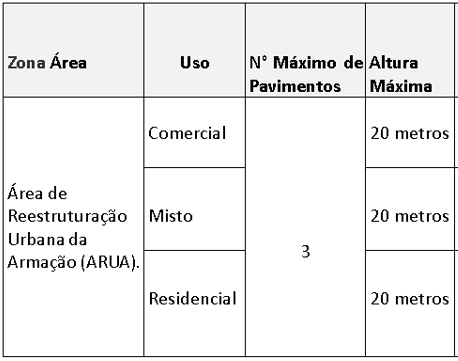 Zona Área
Uso
N° Máximo de
Pavimentos
Altura
Máxima
Área de
Reestruturação
Urbana da
Armação (ARUA).
Comercial
3
20 metros
Misto
20 metros
Residencial
20 metros